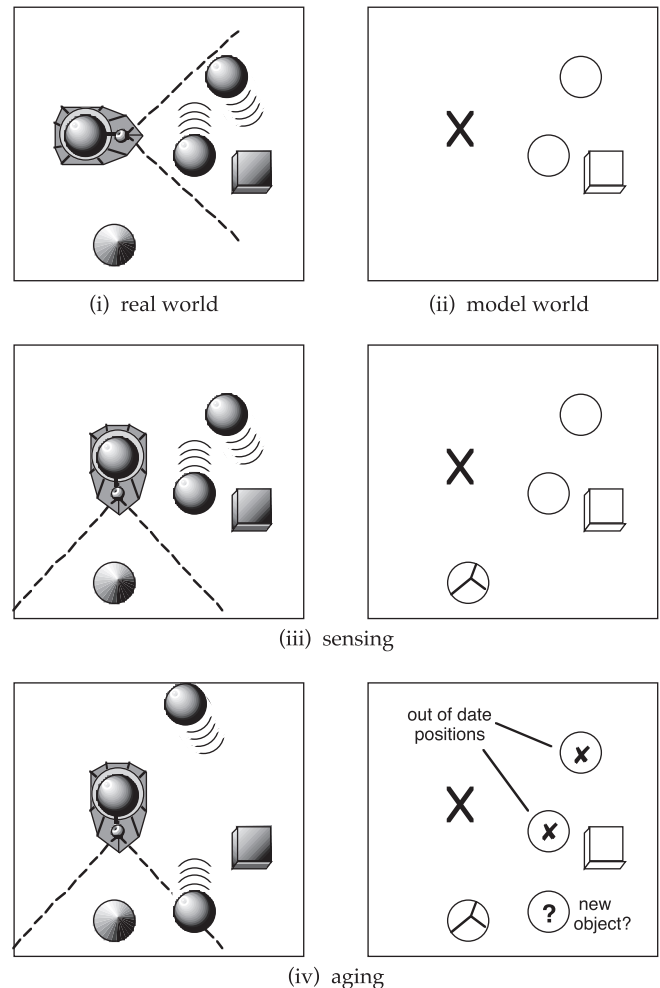 (i) real world
(ii) model world
(iii) sensing
out of date
positions
?
new
object?
(iv) aging